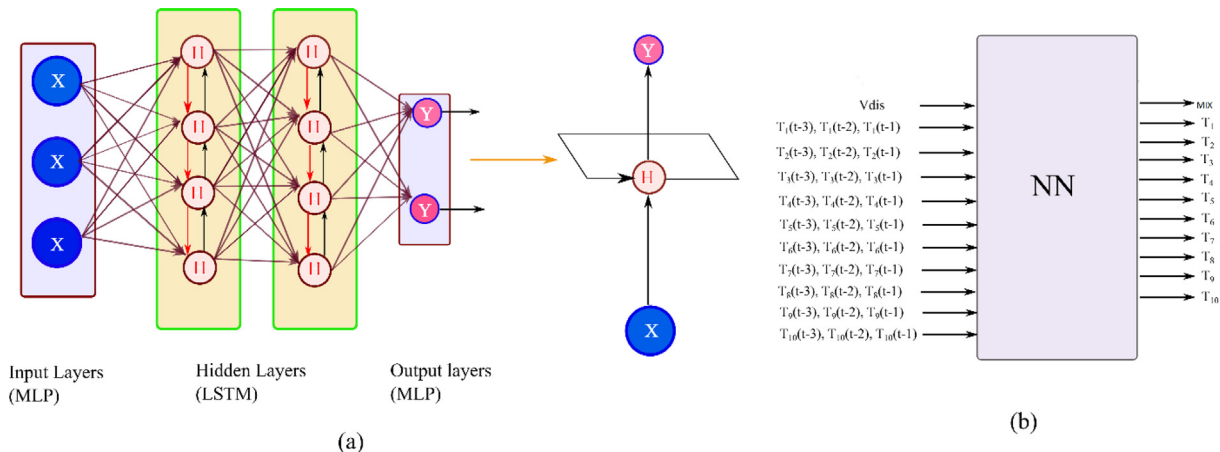 X
X
X
H
H
H
H
H
H
H
H
Y
Y
Input Layers
(MLP)
Hidden Layers
(LSTM)
Output layers
(MLP)
Y
H
X
(a)
Vdis
T₁(t-3), T₁(t-2), T₁(t-1)
T₂(t-3), T₂(t-2), T₂(t-1)
T₃(t-3), T₃(t-2), T₃(t-1)
T₄(t-3), T₄(t-2), T₄(t-1)
T₅(t-3), T₅(t-2), T₅(t-1)
T₆(t-3), T₆(t-2), T₆(t-1)
T₇(t-3), T₇(t-2), T₇(t-1)
T₈(t-3), T₈(t-2), T₈(t-1)
T₉(t-3), T₉(t-2), T₉(t-1)
T₁₀(t-3), T₁₀(t-2), T₁₀(t-1)
NN
MIX
T₁
T₂
T₃
T₄
T₅
T₆
T₇
T₈
T₉
T₁₀
(b)